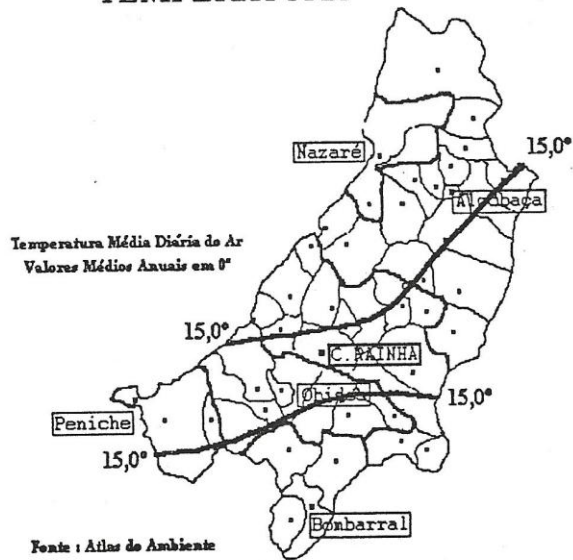 Nazaré
15,0°
Alcobaça
Temperatura Média Diária do Ar
Valores Médios Anuais em 0°
15,0°
C.RAINHA
Óbidos
15,0°
Peniche
15,0°
Bombarral
Fonte : Atlas do Ambiente